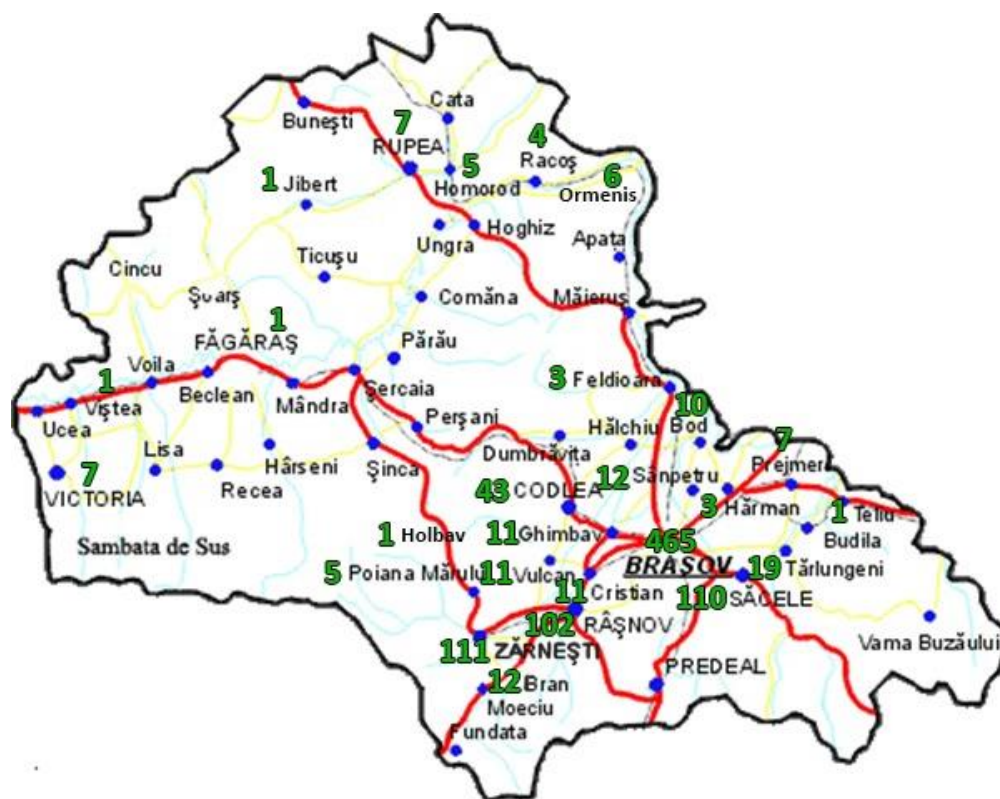 Cata
Buneşti
7
RUPEA
4
Racoş
5
Homorod
6
Ormenis
1 Jibert
Hoghiz
Ungra
Apaţa
Ticuşu
Cincu
Şoarş
Comăna
Măieruş
1
FĂGĂRAŞ
Părău
Voila
1
Viştea
Beclean
Mândra
Şercaia
3 Feldioara
10
Bod
Ucea
Perşani
Hălchiu
Lisa
Hârseni
Şinca
Dumbrăviţa
7
Prejmer
7
VICTORIA
Recea
12 Sânpetru
43 CODLEA
3 Hărman
1 Teliu
Budila
Sambata de Sus
1 Holbav
11 Ghimbav
465
BRAŞOV
19 Tărlungeni
5 Poiana Mărului
11 Vulcan
11
Cristian
110 SĂCELE
102
RÂŞNOV
111 ZĂRNEŞTI
Vama Buzăului
PREDEAL
12 Bran
Moeciu
Fundata